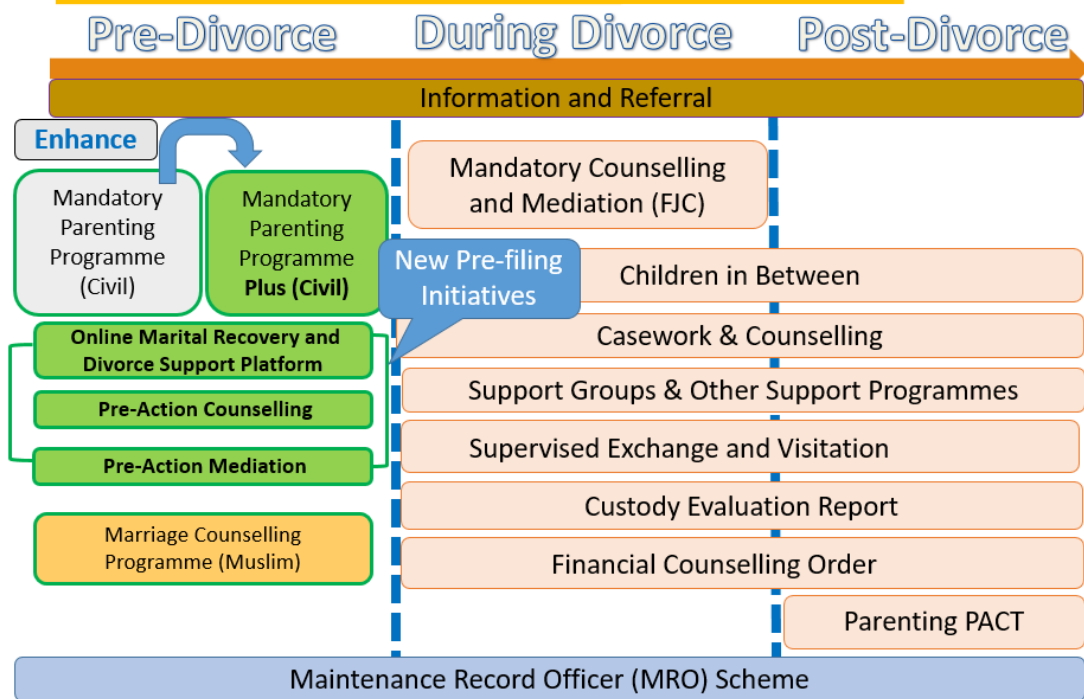 Pre-Divorce
During Divorce
Post-Divorce
Information and Referral
Enhance
Mandatory
Parenting
Programme
(Civil)
Mandatory
Parenting
Programme
Plus (Civil)
New Pre-filing
Initiatives
Online Marital Recovery and
Divorce Support Platform
Pre-Action Counselling
Pre-Action Mediation
Marriage Counselling
Programme (Muslim)
Mandatory Counselling
and Mediation (FJC)
Children in Between
Casework & Counselling
Support Groups & Other Support Programmes
Supervised Exchange and Visitation
Custody Evaluation Report
Financial Counselling Order
Parenting PACT
Maintenance Record Officer (MRO) Scheme